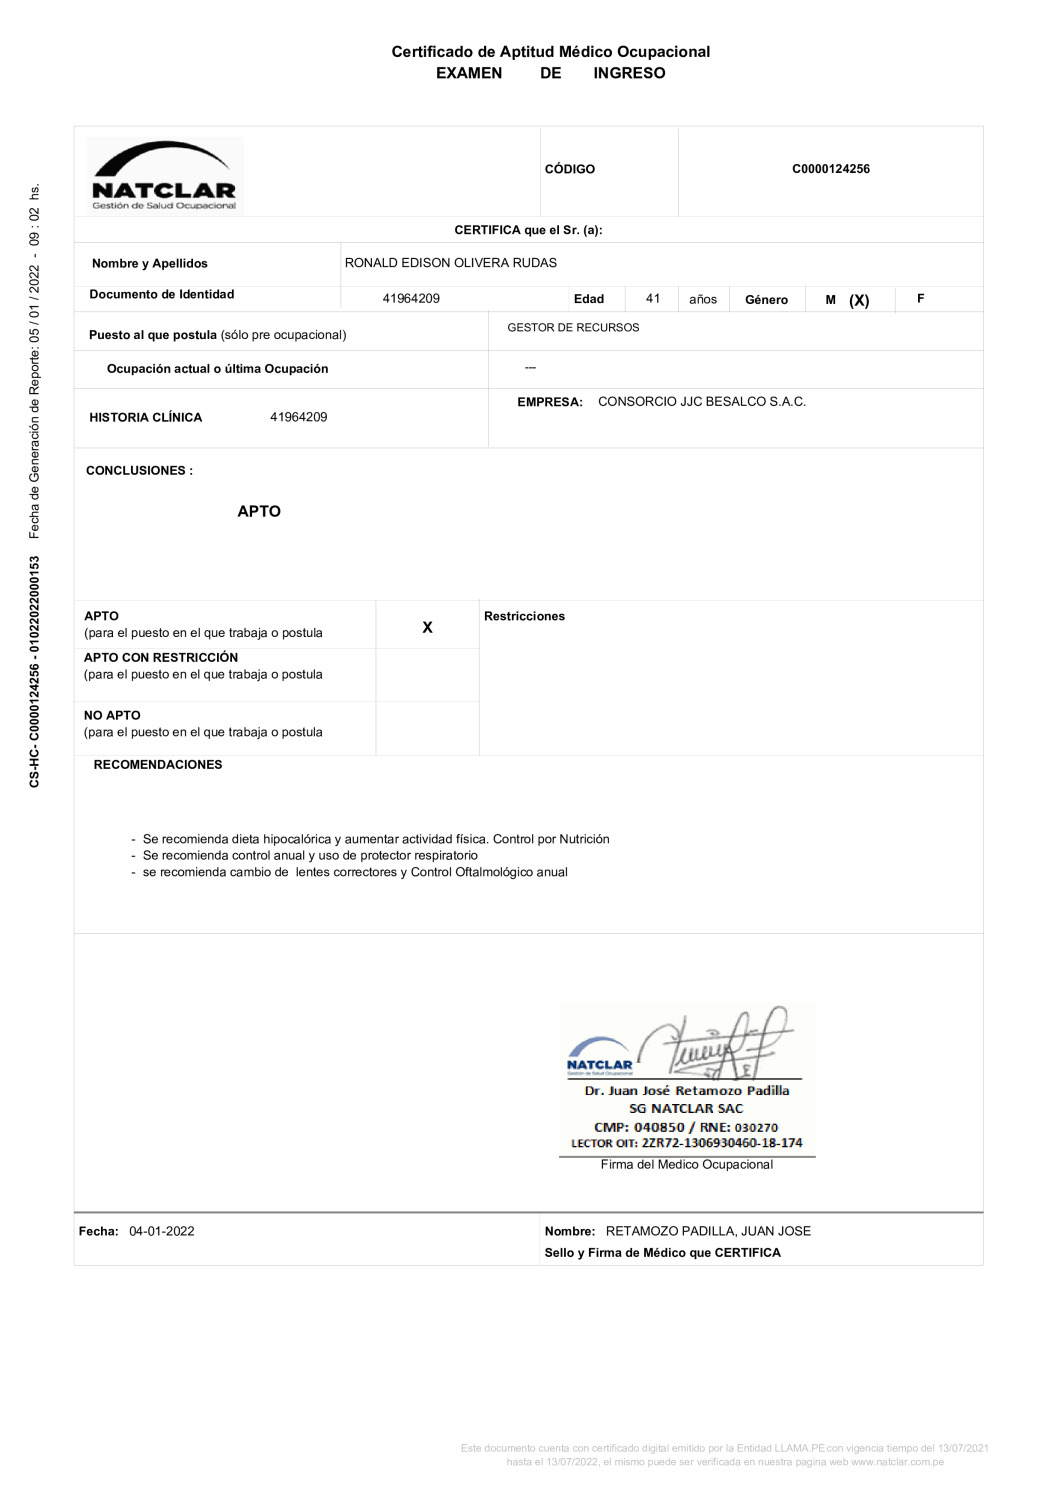 Certificado de Aptitud Médico Ocupacional
EXAMEN DE INGRESO
NATCLAR
Gestión de Salud Ocupacional
CÓDIGO
C0000124256
CERTIFICA que el Sr. (a):
Nombre y Apellidos
RONALD EDISON OLIVERA RUDAS
Documento de Identidad
41964209
Edad
41
años
Género
M (X)
F
Puesto al que postula (sólo pre ocupacional)
GESTOR DE RECURSOS
Ocupación actual o última Ocupación
---
HISTORIA CLÍNICA
41964209
EMPRESA: CONSORCIO JJC BESALCO S.A.C.
CONCLUSIONES :
APTO
APTO
(para el puesto en el que trabaja o postula
X
Restricciones
APTO CON RESTRICCIÓN
(para el puesto en el que trabaja o postula
NO APTO
(para el puesto en el que trabaja o postula
RECOMENDACIONES
- Se recomienda dieta hipocalórica y aumentar actividad física. Control por Nutrición
- Se recomienda control anual y uso de protector respiratorio
- se recomienda cambio de lentes correctores y Control Oftalmológico anual
NATCLAR
Gestión de Salud Ocupacional
Dr. Juan José Retamozo Padilla
SG NATCLAR SAC
CMP: 040850 / RNE: 030270
LECTOR OIT: 2ZR72-1306930460-18-174
Firma del Medico Ocupacional
Fecha: 04-01-2022
Nombre: RETAMOZO PADILLA, JUAN JOSE
Sello y Firma de Médico que CERTIFICA
CS-HC- C0000124256 - 01022022000153 Fecha de Generación de Reporte: 05 / 01 / 2022 - 09 : 02 hs.
Este documento cuenta con certificado digital emitido por la Entidad LLAMA.PE con vigencia tiempo del 13/07/2021
hasta el 13/07/2022, el mismo puede ser verificada en nuestra pagina web www.natclar.com.pe